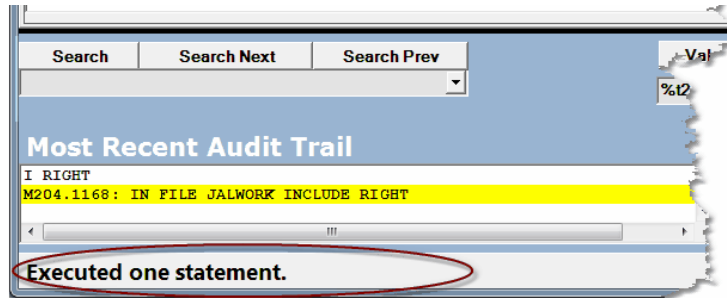 Search Search Next Search Prev Val
%t2
Most Recent Audit Trail
I RIGHT
M204.1168: IN FILE JALWORK INCLUDE RIGHT
Executed one statement.